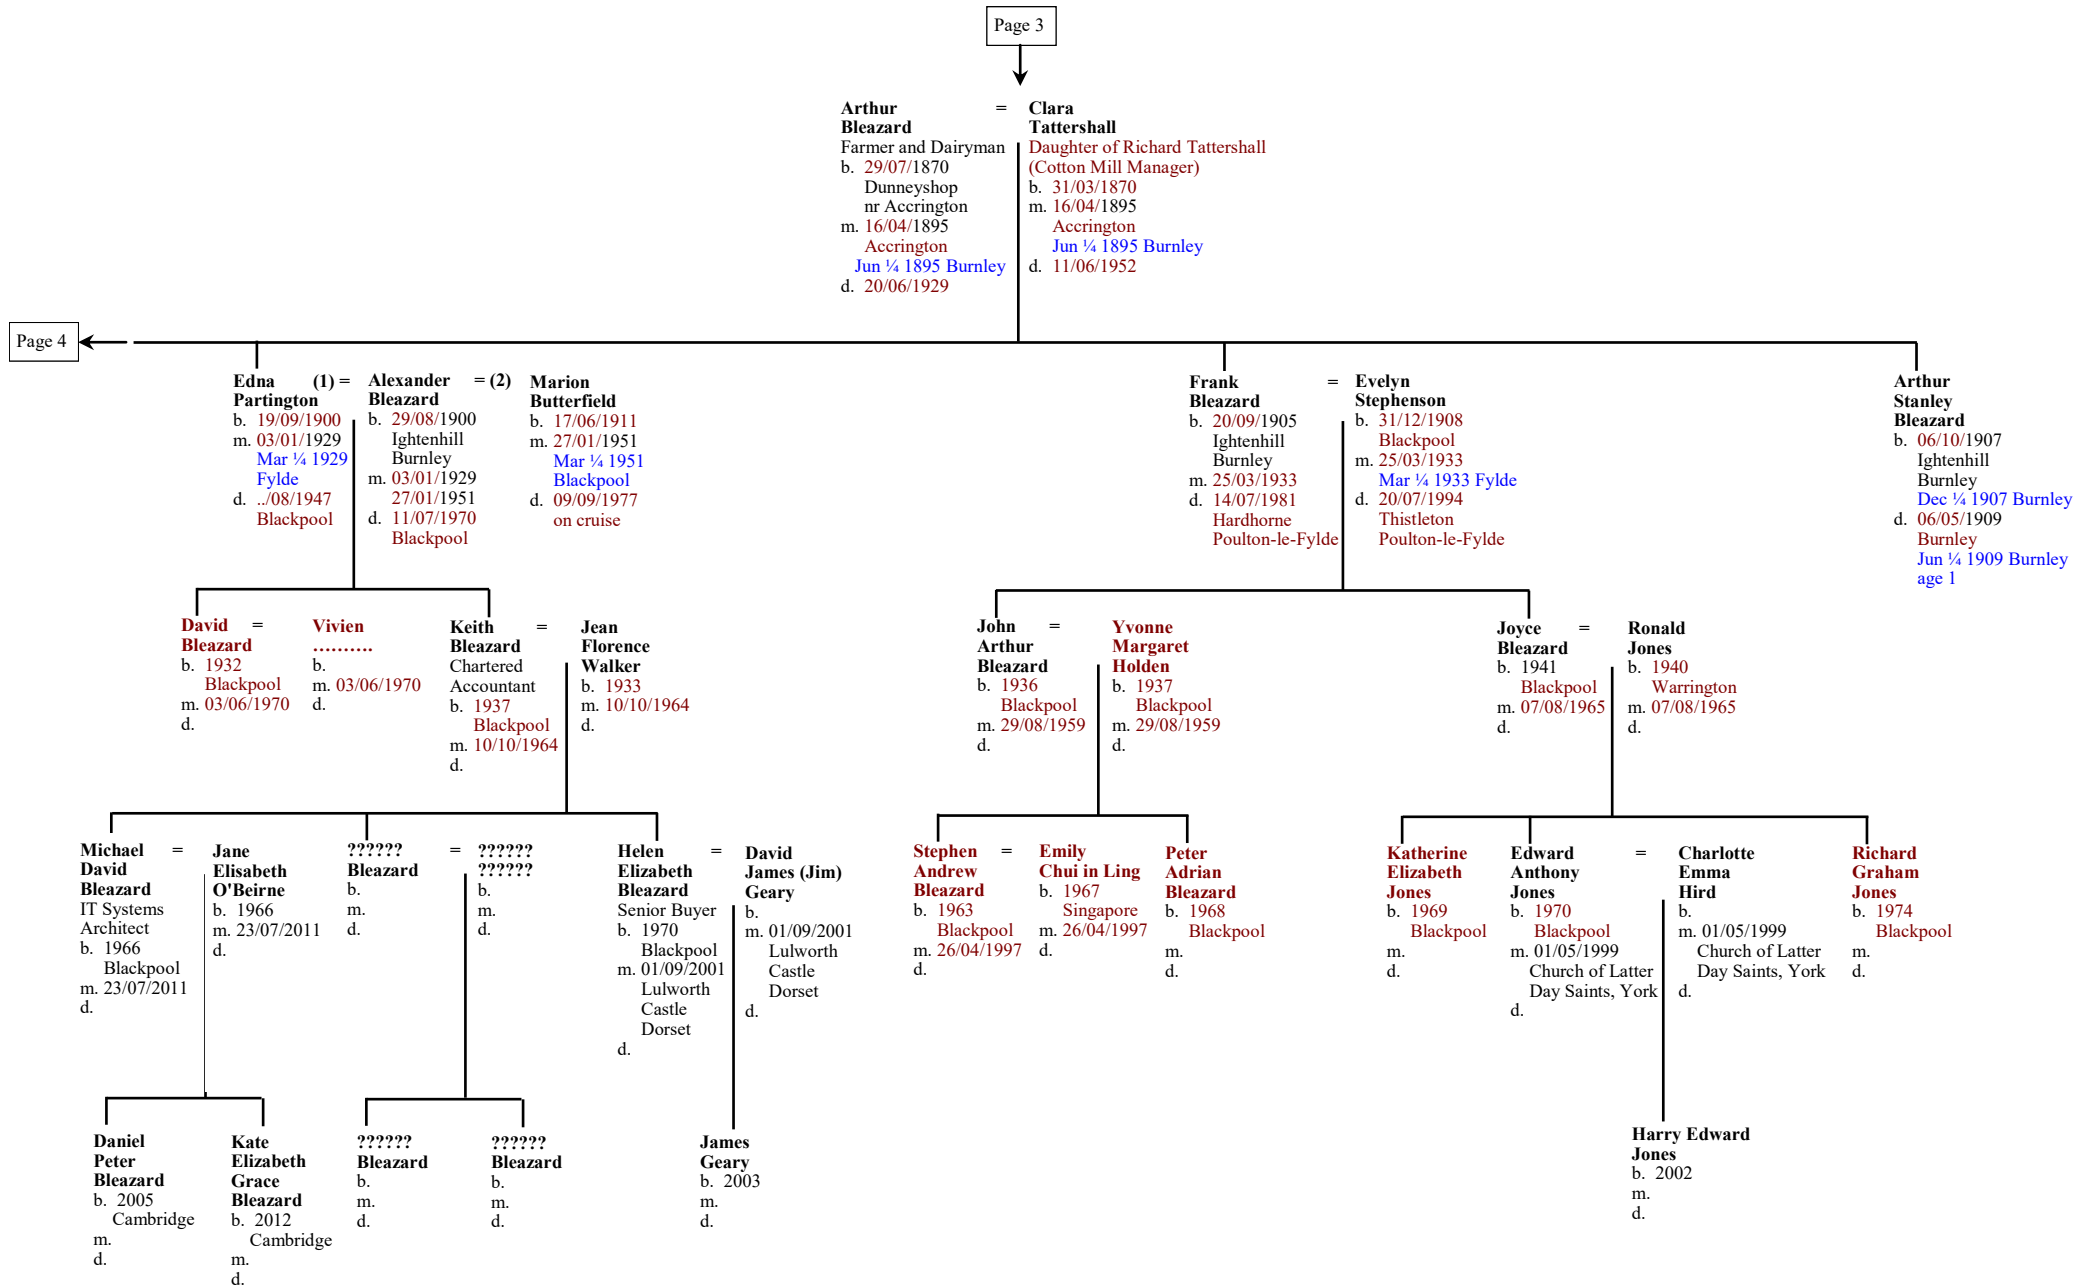 Page 3
Arthur =
Bleazard
Farmer and Dairyman
b. 29/07/1870
Dunneyshop
nr Accrington
m. 16/04/1895
Accrington
Jun ¼ 1895 Burnley
d. 20/06/1929
Clara
Tattershall
Daughter of Richard Tattershall
(Cotton Mill Manager)
b. 31/03/1870
m. 16/04/1895
Accrington
Jun ¼ 1895 Burnley
d. 11/06/1952
Page 4
Edna (1) =
Partington
b. 19/09/1900
m. 03/01/1929
Mar ¼ 1929
Fylde
d. ../08/1947
Blackpool
Alexander = (2)
Bleazard
b. 29/08/1900
Ightenhill
Burnley
m. 03/01/1929
27/01/1951
d. 11/07/1970
Blackpool
Marion
Butterfield
b. 17/06/1911
m. 27/01/1951
Mar ¼ 1951
Blackpool
d. 09/09/1977
on cruise
Frank =
Bleazard
b. 20/09/1905
Ightenhill
Burnley
m. 25/03/1933
d. 14/07/1981
Hardhorne
Poulton-le-Fylde
Evelyn
Stephenson
b. 31/12/1908
Blackpool
m. 25/03/1933
Mar ¼ 1933 Fylde
d. 20/07/1994
Thistleton
Poulton-le-Fylde
Arthur
Stanley
Bleazard
b. 06/10/1907
Ightenhill
Burnley
Dec ¼ 1907 Burnley
d. 06/05/1909
Burnley
Jun ¼ 1909 Burnley
age 1
David =
Bleazard
b. 1932
Blackpool
m. 03/06/1970
d.
Vivien
……….
b.
m. 03/06/1970
d.
Keith =
Bleazard
Chartered
Accountant
b. 1937
Blackpool
m. 10/10/1964
d.
Jean
Florence
Walker
b. 1933
m. 10/10/1964
d.
John =
Arthur
Bleazard
b. 1936
Blackpool
m. 29/08/1959
d.
Yvonne
Margaret
Holden
b. 1937
Blackpool
m. 29/08/1959
d.
Joyce =
Bleazard
b. 1941
Blackpool
m. 07/08/1965
d.
Ronald
Jones
b. 1940
Warrington
m. 07/08/1965
d.
Michael =
David
Bleazard
IT Systems
Architect
b. 1966
Blackpool
m. 23/07/2011
d.
Jane
Elisabeth
O'Beirne
b. 1966
m. 23/07/2011
d.
?????? =
Bleazard
b.
m.
d.
??????
??????
b.
m.
d.
Helen =
Elizabeth
Bleazard
Senior Buyer
b. 1970
Blackpool
m. 01/09/2001
Lulworth
Castle
Dorset
d.
David
James (Jim)
Geary
b.
m. 01/09/2001
Lulworth
Castle
Dorset
d.
Stephen =
Andrew
Bleazard
b. 1963
Blackpool
m. 26/04/1997
d.
Emily
Chui in Ling
b. 1967
Singapore
m. 26/04/1997
d.
Peter
Adrian
Bleazard
b. 1968
Blackpool
m.
d.
Katherine
Elizabeth
Jones
b. 1969
Blackpool
m.
d.
Edward =
Anthony
Jones
b. 1970
Blackpool
m. 01/05/1999
Church of Latter
Day Saints, York
d.
Charlotte
Emma
Hird
b.
m. 01/05/1999
Church of Latter
Day Saints, York
d.
Richard
Graham
Jones
b. 1974
Blackpool
m.
d.
Daniel
Peter
Bleazard
b. 2005
Cambridge
m.
d.
Kate
Elizabeth
Grace
Bleazard
b. 2012
Cambridge
m.
d.
??????
Bleazard
b.
m.
d.
??????
Bleazard
b.
m.
d.
James
Geary
b. 2003
m.
d.
Harry Edward
Jones
b. 2002
m.
d.